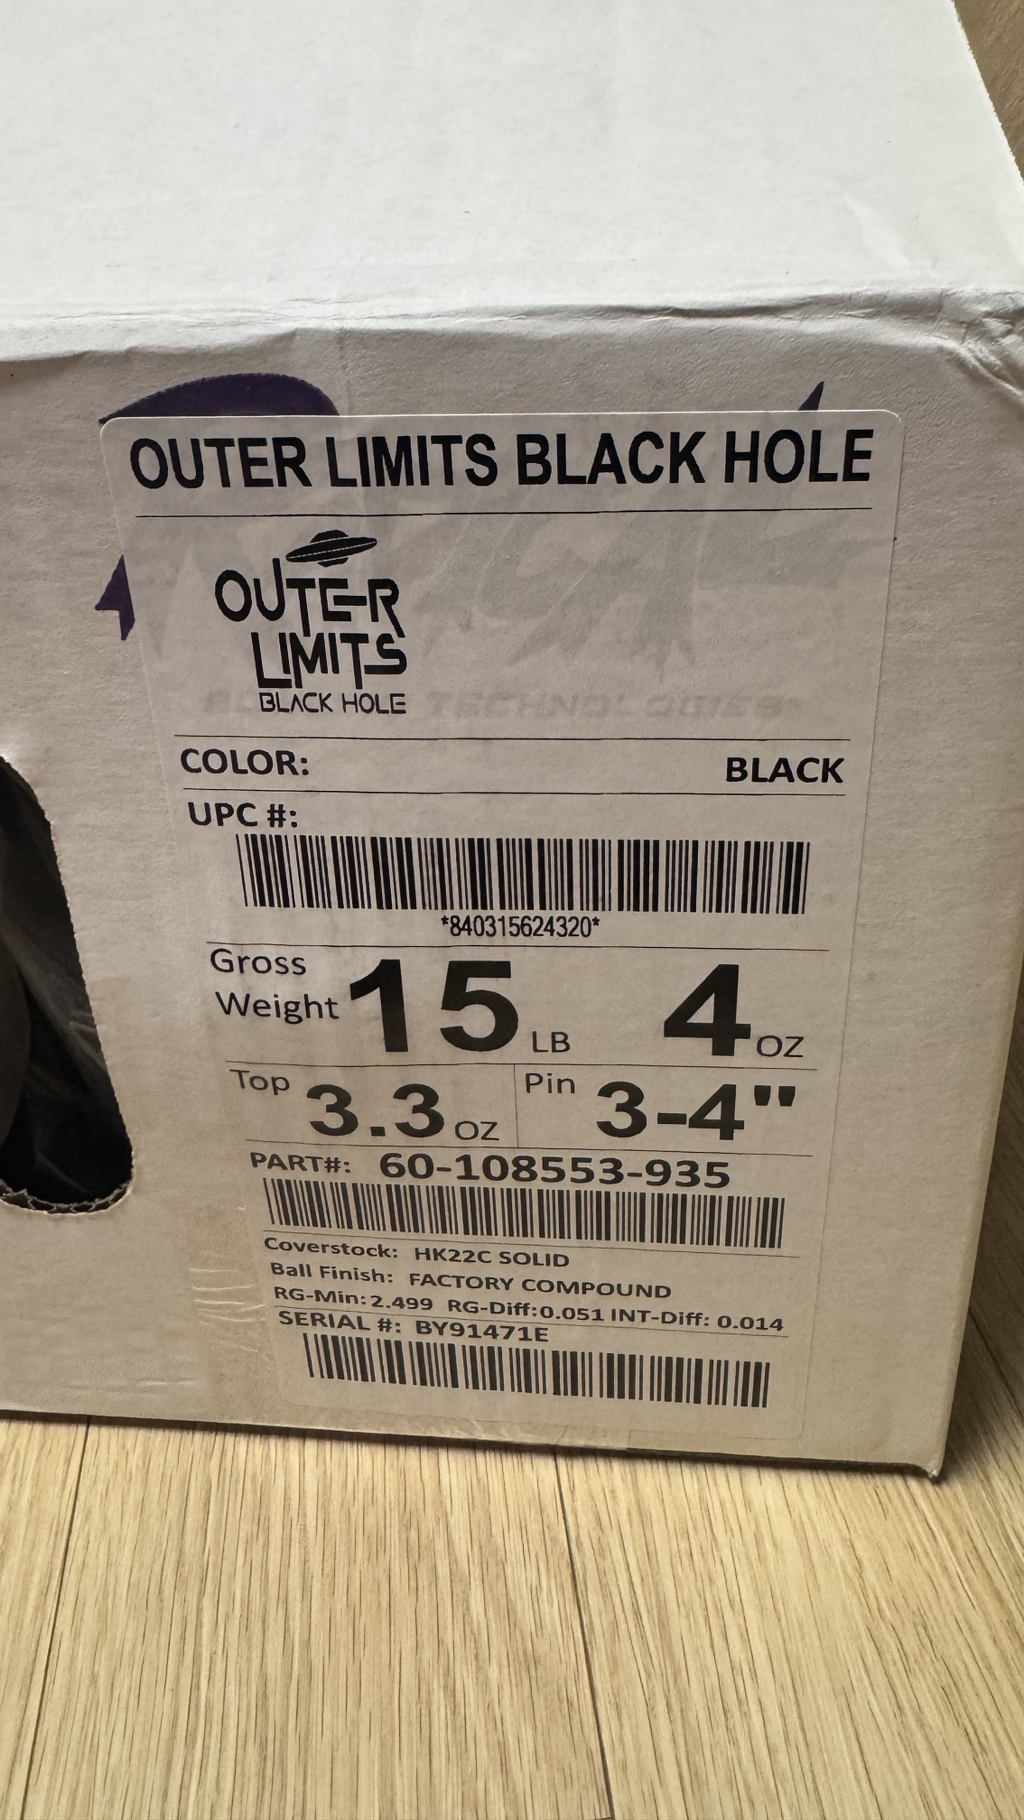 OUTER LIMITS BLACK HOLE
OUTER
LIMITS
BLACK HOLE
TECHNOLOGIES
COLOR: BLACK
UPC #:
*840315624320*
Gross Weight 15 LB 4 OZ
Top 3.3 OZ Pin 3-4"
PART#: 60-108553-935
Coverstock: HK22C SOLID
Ball Finish: FACTORY COMPOUND
RG-Min: 2.499 RG-Diff: 0.051 INT-Diff: 0.014
SERIAL #: BY91471E